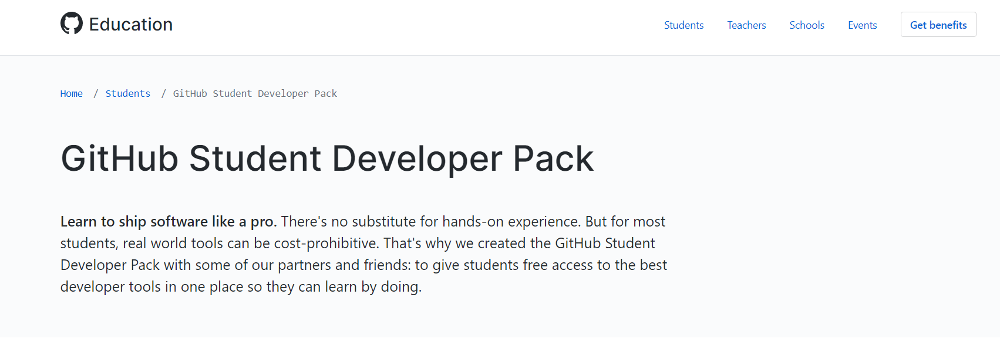 Education
Students Teachers Schools Events Get benefits
Home / Students / GitHub Student Developer Pack
GitHub Student Developer Pack
Learn to ship software like a pro. There's no substitute for hands-on experience. But for most
students, real world tools can be cost-prohibitive. That's why we created the GitHub Student
Developer Pack with some of our partners and friends: to give students free access to the best
developer tools in one place so they can learn by doing.